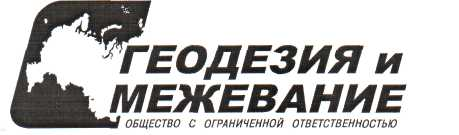 ГЕОДЕЗИЯ и
МЕЖЕВАНИЕ
ОБЩЕСТВО С ОГРАНИЧЕННОЙ ОТВЕТСТВЕННОСТЬЮ